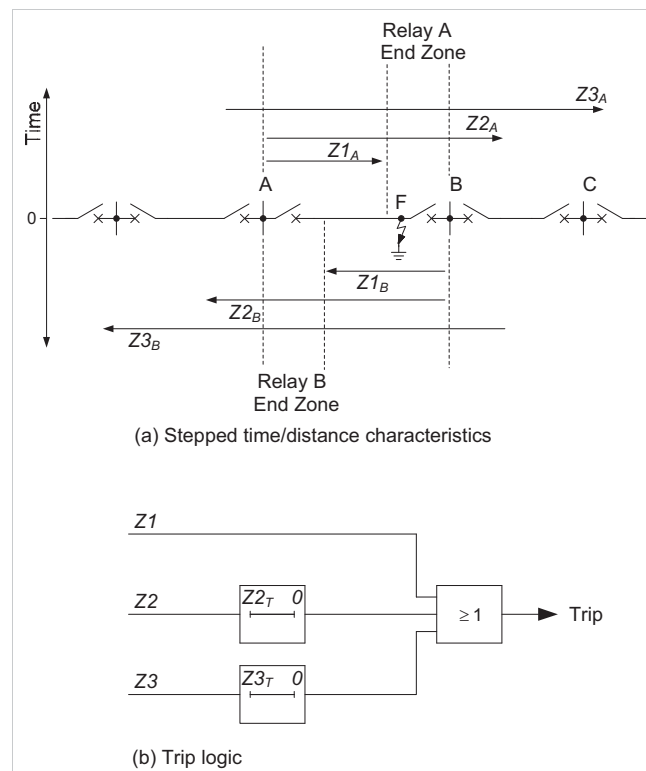 Relay A
End Zone
Z3A
Time
Z2A
Z1A
A
F
B
C
0
Z1B
Z2B
Z3B
Relay B
End Zone
(a) Stepped time/distance characteristics
Z1
Z2
Z2T 0
≥ 1
Trip
Z3
Z3T 0
(b) Trip logic